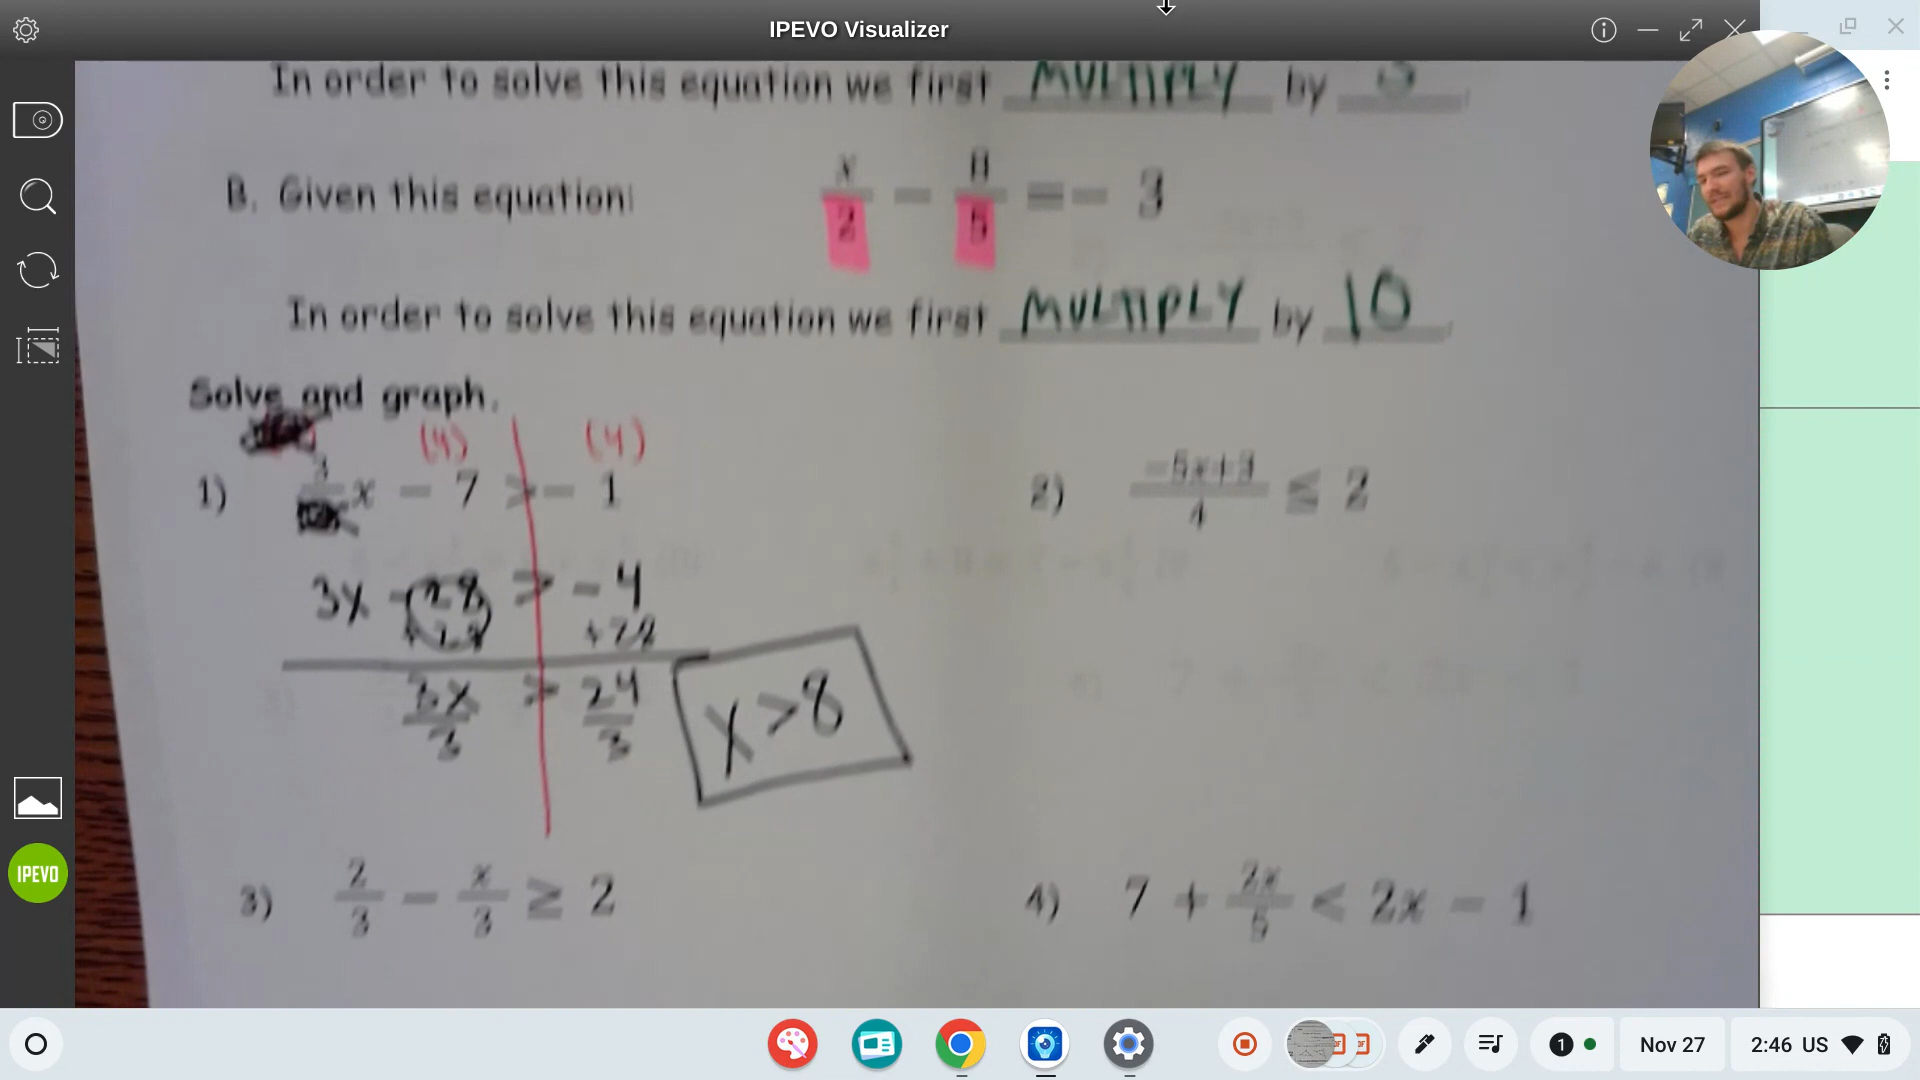 IPEVO Visualizer
In order to solve this equation we first MULTIPLY by
B. Given this equation: x/2 - 8/5 = - 3
In order to solve this equation we first MULTIPLY by 10
Solve and graph.
(4) (4)
1) 3/ x - 7 > - 1
2) -5x+3/4 ≤ 2
3x - 28 > - 4
+28 +28
3x/3 > 24/3
x > 8
3) 2/3 - x/3 ≥ 2
4) 7 + 2x/5 < 2x - 1
IPEVO
1
Nov 27
2:46 US